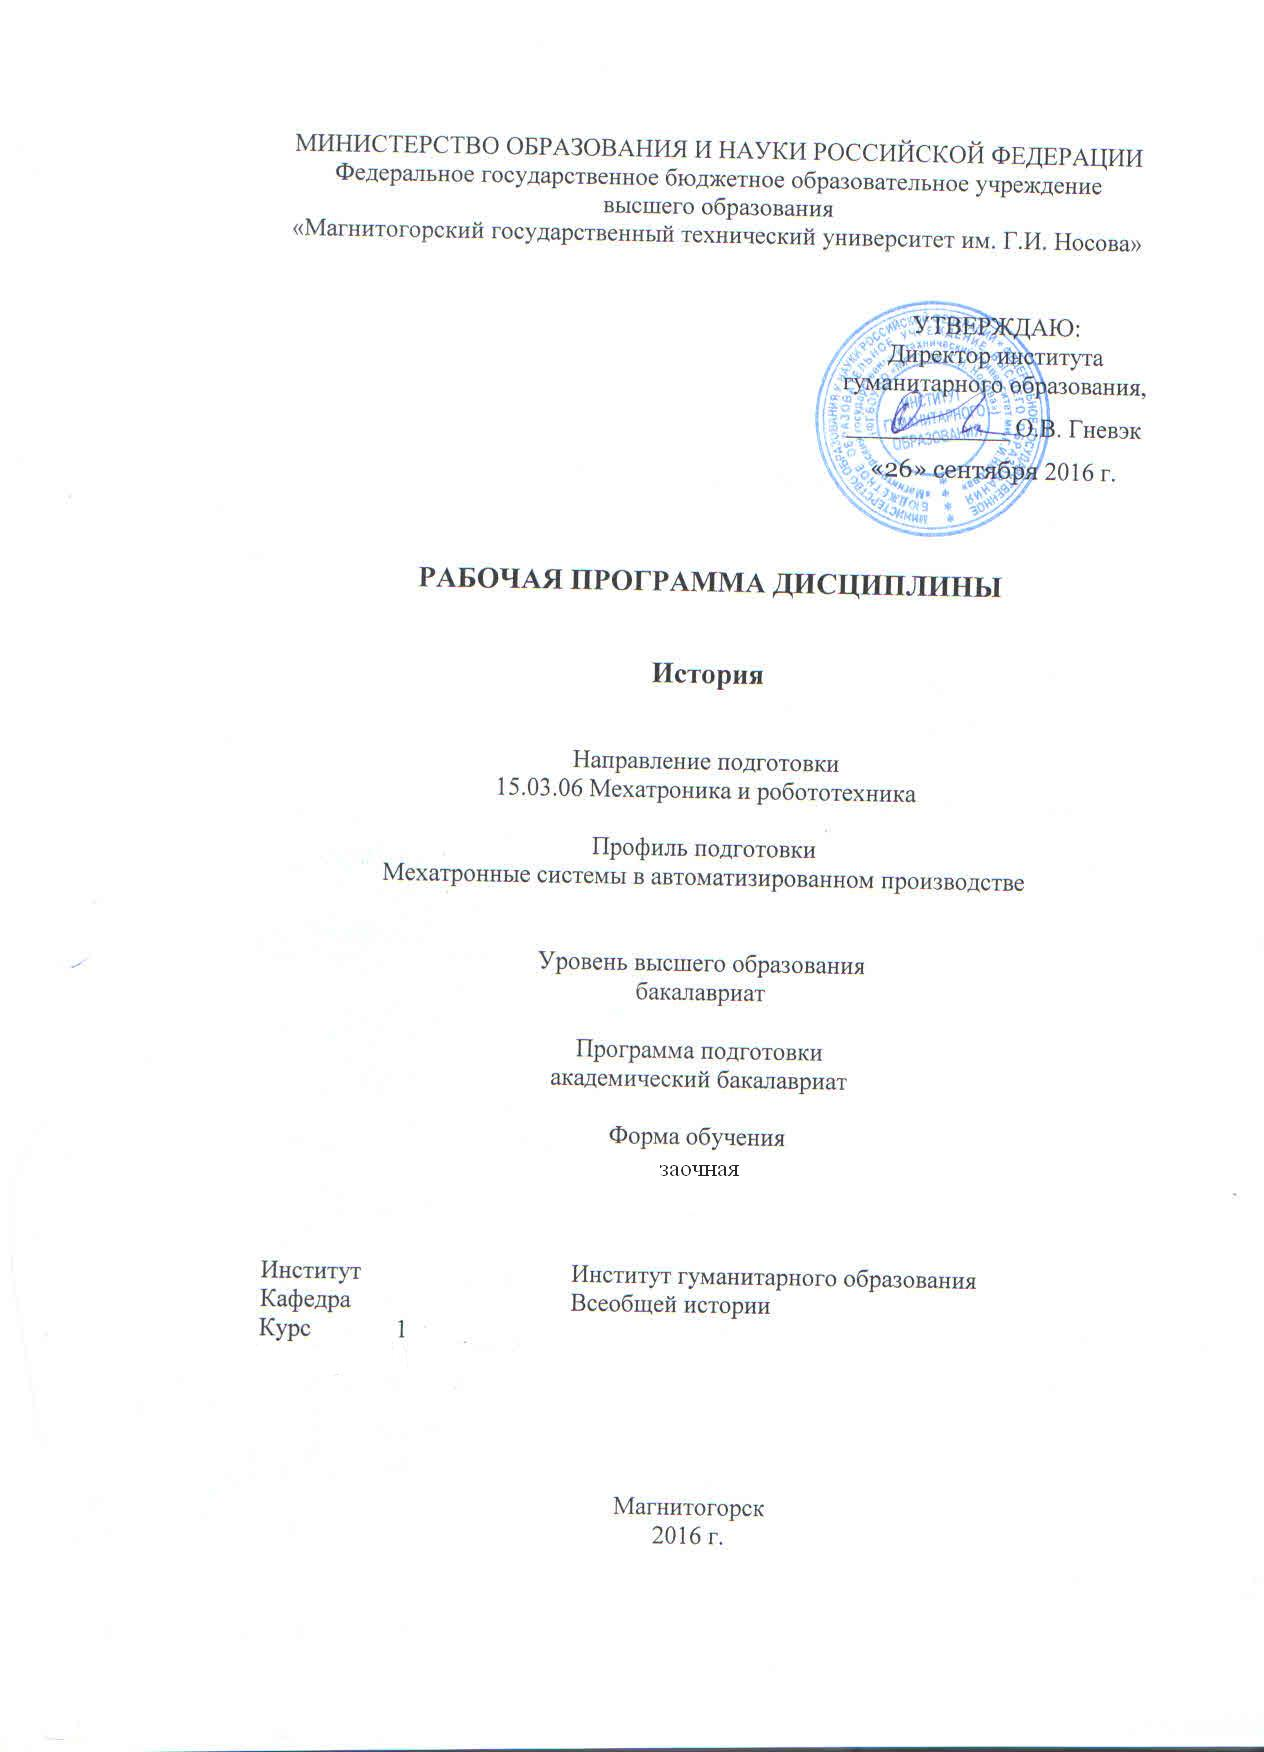 МИНИСТЕРСТВО ОБРАЗОВАНИЯ И НАУКИ РОССИЙСКОЙ ФЕДЕРАЦИИ
Федеральное государственное бюджетное образовательное учреждение
высшего образования
«Магнитогорский государственный технический университет им. Г.И. Носова»
УТВЕРЖДАЮ:
Директор института
гуманитарного образования,
О.В. Гневэк
«26» сентября 2016 г.
ИНСТИТУТ
ГУМАНИТАРНОГО
ОБРАЗОВАНИЯ
РАБОЧАЯ ПРОГРАММА ДИСЦИПЛИНЫ
История
Направление подготовки
15.03.06 Мехатроника и робототехника
Профиль подготовки
Мехатронные системы в автоматизированном производстве
Уровень высшего образования
бакалавриат
Программа подготовки
академический бакалавриат
Форма обучения
заочная
Институт Институт гуманитарного образования
Кафедра Всеобщей истории
Курс 1
Магнитогорск
2016 г.